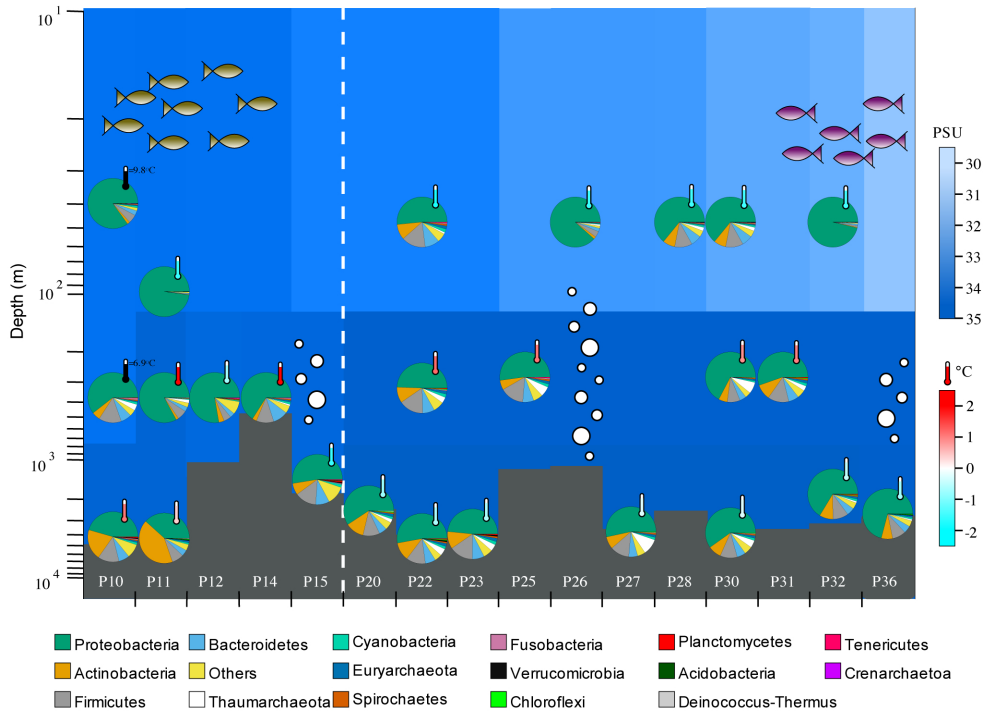 10¹
PSU
30
31
32
33
34
35
=9.8°C
10²
Depth (m)
=6.9°C
°C
2
1
0
-1
-2
10³
10⁴
P10 P11 P12 P14 P15 P20 P22 P23 P25 P26 P27 P28 P30 P31 P32 P36
Proteobacteria Bacteroidetes Cyanobacteria Fusobacteria Planctomycetes Tenericutes
Actinobacteria Others Euryarchaeota Verrucomicrobia Acidobacteria Crenarchaetoa
Firmicutes Thaumarchaeota Spirochaetes Chloroflexi Deinococcus-Thermus